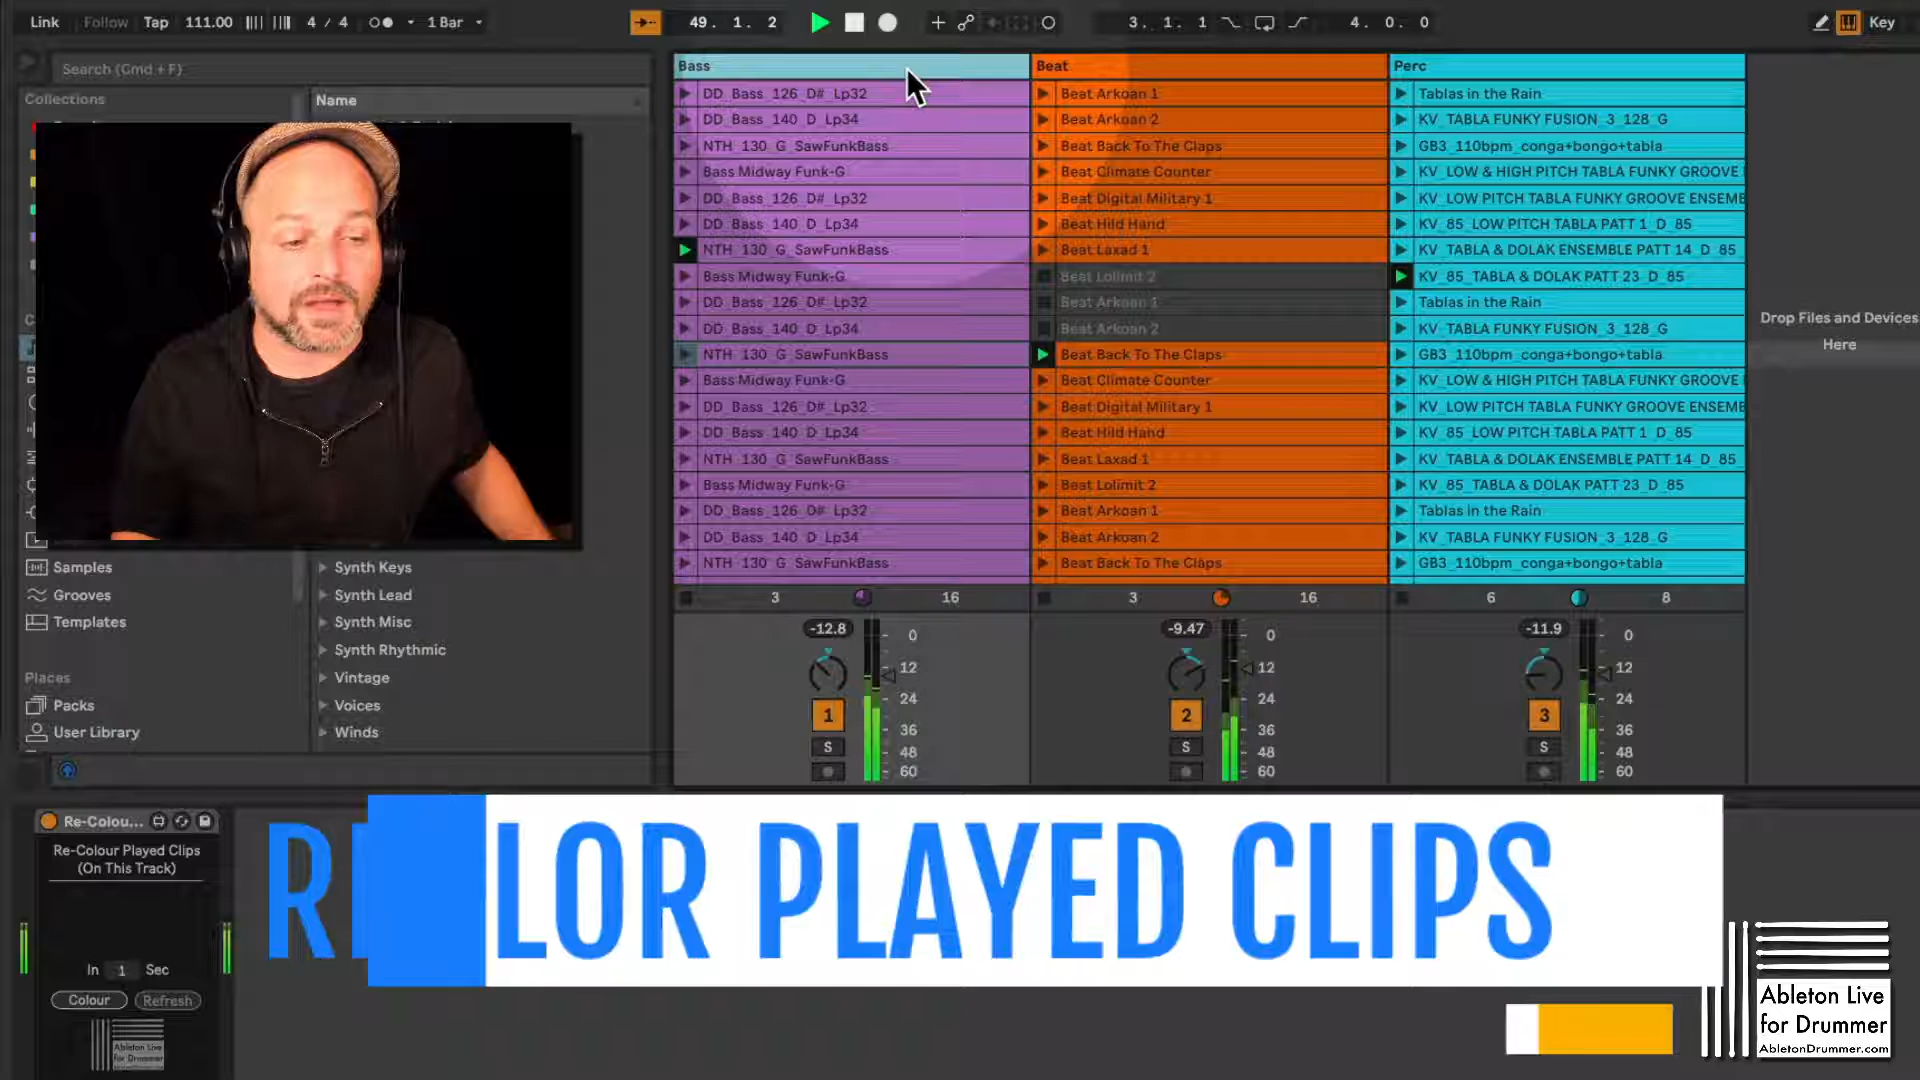 Link Follow Tap 111.00 4 / 4 1 Bar 49. 1. 2 3. 1. 1 4. 0. 0 Key
Search (Cmd + F)
Collections
Name
Samples
Grooves
Templates
Places
Packs
User Library
Synth Keys
Synth Lead
Synth Misc
Synth Rhythmic
Vintage
Voices
Winds
Bass
DD_Bass_126_D#_Lp32
DD_Bass_140_D_Lp34
NTH_130_G_SawFunkBass
Bass Midway Funk-G
DD_Bass_126_D#_Lp32
DD_Bass_140_D_Lp34
NTH_130_G_SawFunkBass
Bass Midway Funk-G
DD_Bass_126_D#_Lp32
DD_Bass_140_D_Lp34
NTH_130_G_SawFunkBass
Bass Midway Funk-G
DD_Bass_126_D#_Lp32
DD_Bass_140_D_Lp34
NTH_130_G_SawFunkBass
Bass Midway Funk-G
DD_Bass_126_D#_Lp32
DD_Bass_140_D_Lp34
NTH_130_G_SawFunkBass
3 16
-12.8
0
12
24
1
36
S 48
60
Beat
Beat Arkoan 1
Beat Arkoan 2
Beat Back To The Claps
Beat Climate Counter
Beat Digital Military 1
Beat Hild Hand
Beat Laxad 1
Beat Lolimit 2
Beat Arkoan 1
Beat Arkoan 2
Beat Back To The Claps
Beat Climate Counter
Beat Digital Military 1
Beat Hild Hand
Beat Laxad 1
Beat Lolimit 2
Beat Arkoan 1
Beat Arkoan 2
Beat Back To The Claps
3 16
-9.47
0
12
24
2
36
S 48
60
Perc
Tablas in the Rain
KV_TABLA FUNKY FUSION_3_128_G
GB3_110bpm_conga+bongo+tabla
KV_LOW & HIGH PITCH TABLA FUNKY GROOVE
KV_LOW PITCH TABLA FUNKY GROOVE ENSEMB
KV_85_LOW PITCH TABLA PATT 1_D_85
KV_TABLA & DOLAK ENSEMBLE PATT 14_D_85
KV_85_TABLA & DOLAK PATT 23_D_85
Tablas in the Rain
KV_TABLA FUNKY FUSION_3_128_G
GB3_110bpm_conga+bongo+tabla
KV_LOW & HIGH PITCH TABLA FUNKY GROOVE
KV_LOW PITCH TABLA FUNKY GROOVE ENSEMB
KV_85_LOW PITCH TABLA PATT 1_D_85
KV_TABLA & DOLAK ENSEMBLE PATT 14_D_85
KV_85_TABLA & DOLAK PATT 23_D_85
Tablas in the Rain
KV_TABLA FUNKY FUSION_3_128_G
GB3_110bpm_conga+bongo+tabla
6 8
-11.9
0
12
24
3
36
S 48
60
Drop Files and Devices
Here
Re-Colou...
Re-Colour Played Clips
(On This Track)
In 1 Sec
Colour Refresh
Ableton Live
for Drummer
LOR PLAYED CLIPS
Ableton Live
for Drummer
AbletonDrummer.com